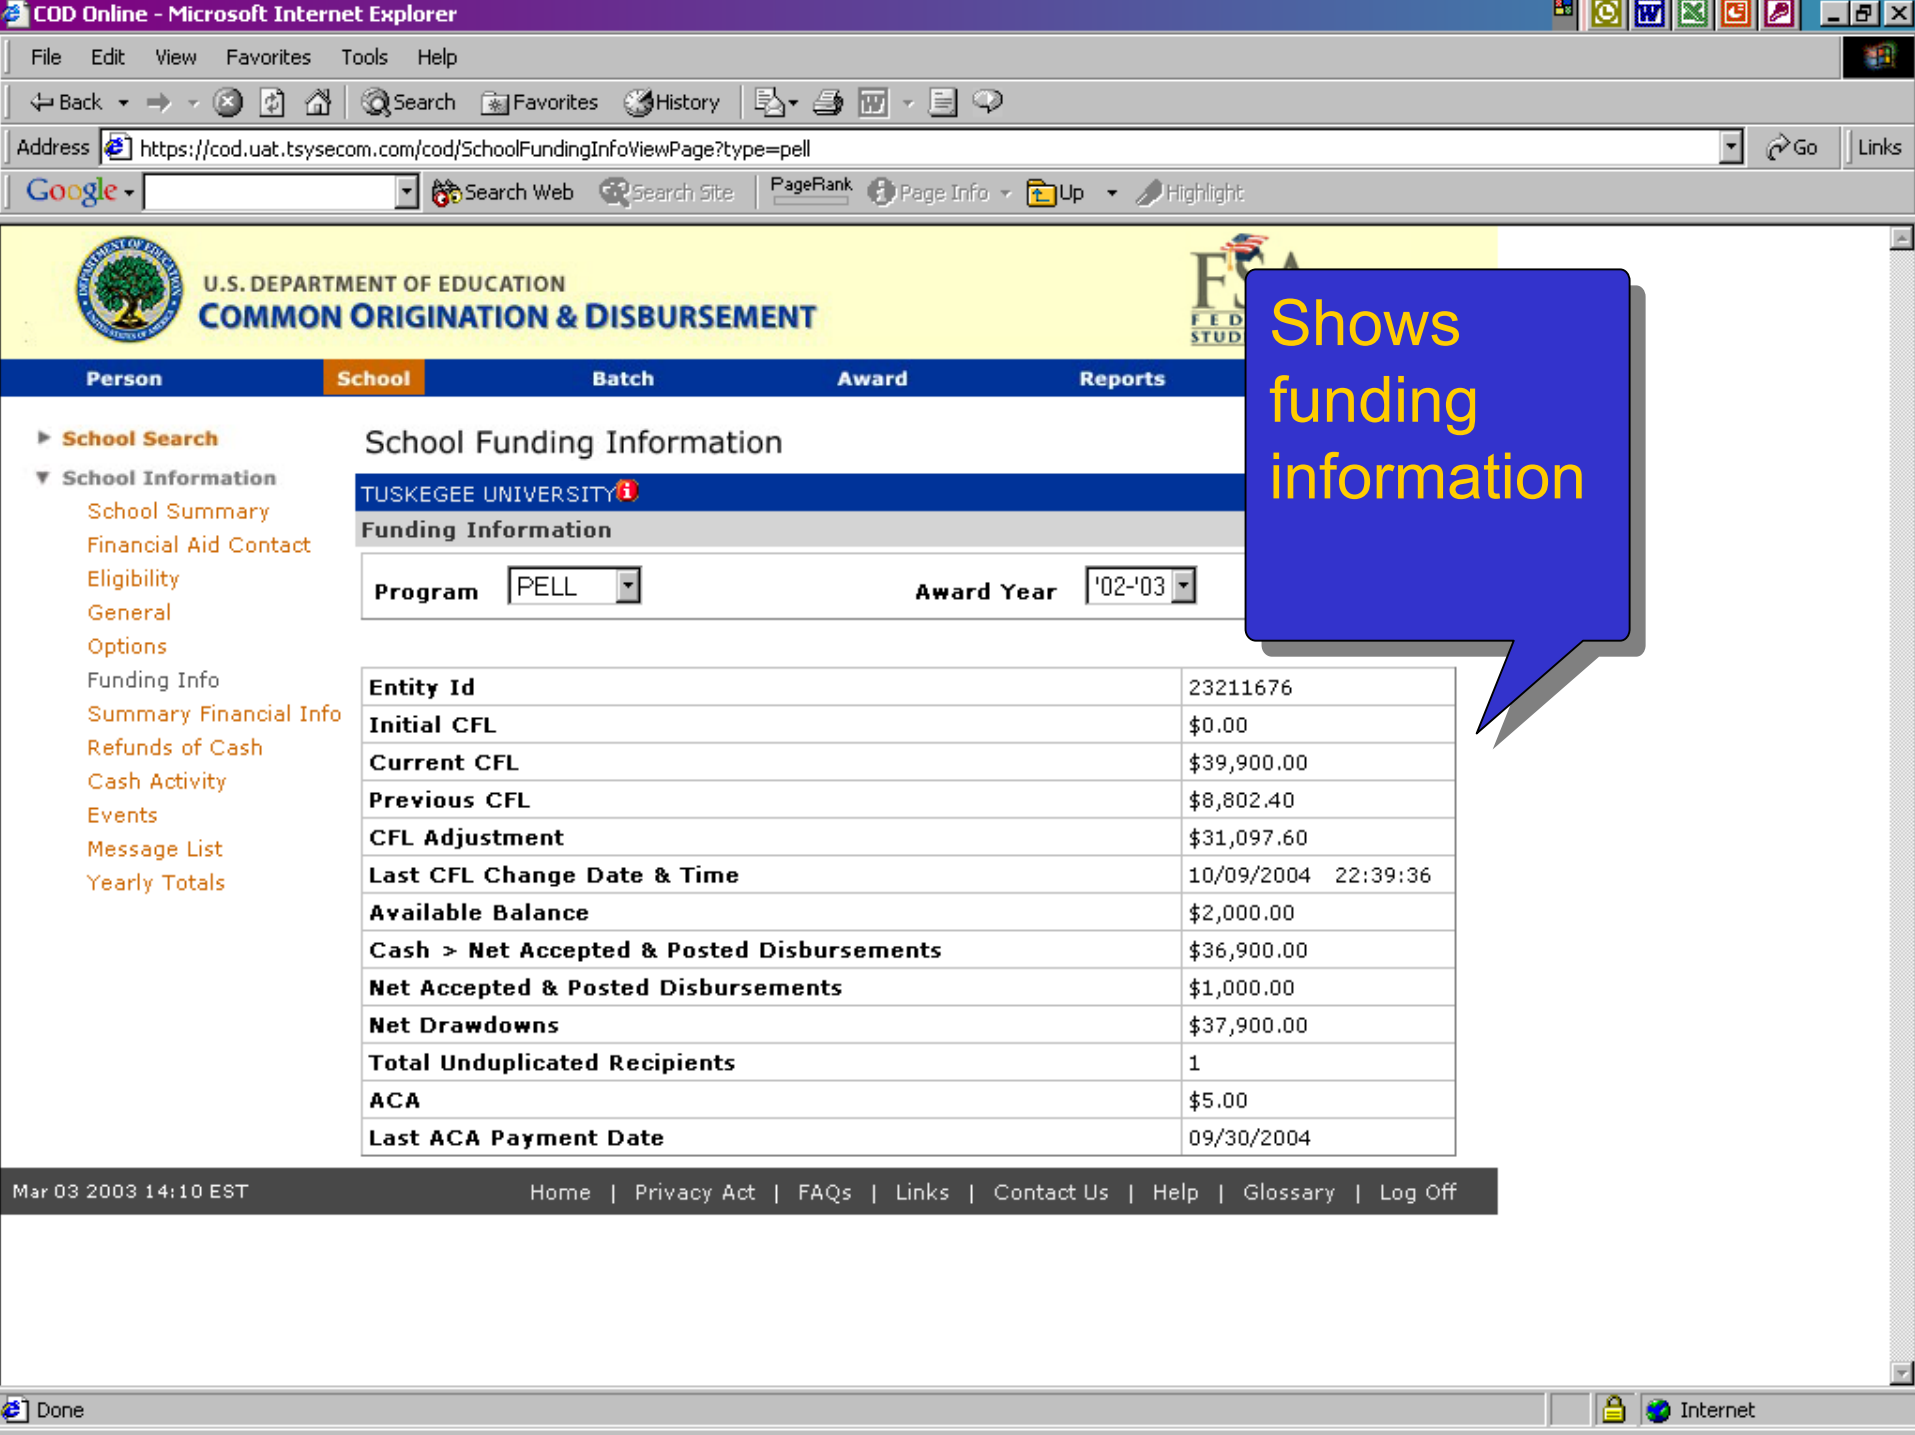 COD Online - Microsoft Internet Explorer
File Edit View Favorites Tools Help
Back Search Favorites History
Address https://cod.uat.tsysecom.com/cod/SchoolFundingInfoViewPage?type=pell Go Links
Google Search Web Search Site PageRank Page Info Up Highlight
U.S. DEPARTMENT OF EDUCATION
COMMON ORIGINATION & DISBURSEMENT
Shows
funding
information
Person School Batch Award Reports
School Search
School Information
School Summary
Financial Aid Contact
Eligibility
General
Options
Funding Info
Summary Financial Info
Refunds of Cash
Cash Activity
Events
Message List
Yearly Totals
School Funding Information
TUSKEGEE UNIVERSITY
Funding Information
Program PELL Award Year '02-'03
Entity Id 23211676
Initial CFL $0.00
Current CFL $39,900.00
Previous CFL $8,802.40
CFL Adjustment $31,097.60
Last CFL Change Date & Time 10/09/2004 22:39:36
Available Balance $2,000.00
Cash > Net Accepted & Posted Disbursements $36,900.00
Net Accepted & Posted Disbursements $1,000.00
Net Drawdowns $37,900.00
Total Unduplicated Recipients 1
ACA $5.00
Last ACA Payment Date 09/30/2004
Mar 03 2003 14:10 EST Home | Privacy Act | FAQs | Links | Contact Us | Help | Glossary | Log Off
Done Internet